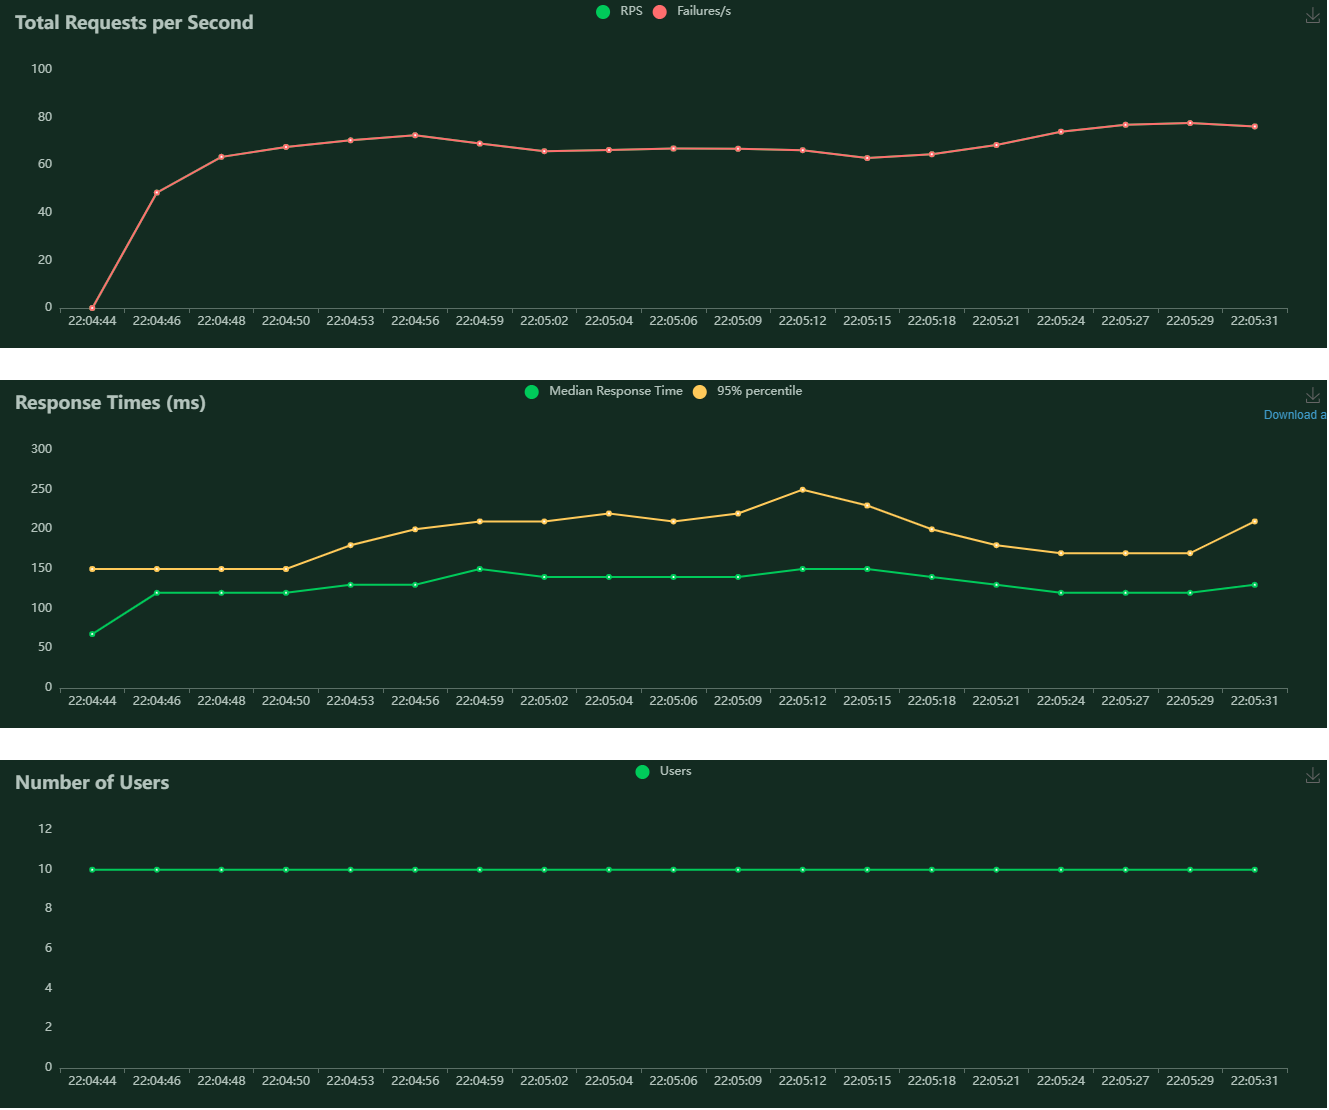 Total Requests per Second
RPS Failures/s
100
80
60
40
20
0
22:04:44 22:04:46 22:04:48 22:04:50 22:04:53 22:04:56 22:04:59 22:05:02 22:05:04 22:05:06 22:05:09 22:05:12 22:05:15 22:05:18 22:05:21 22:05:24 22:05:27 22:05:29 22:05:31
Response Times (ms)
Median Response Time 95% percentile
Download a
300
250
200
150
100
50
0
22:04:44 22:04:46 22:04:48 22:04:50 22:04:53 22:04:56 22:04:59 22:05:02 22:05:04 22:05:06 22:05:09 22:05:12 22:05:15 22:05:18 22:05:21 22:05:24 22:05:27 22:05:29 22:05:31
Number of Users
Users
12
10
8
6
4
2
0
22:04:44 22:04:46 22:04:48 22:04:50 22:04:53 22:04:56 22:04:59 22:05:02 22:05:04 22:05:06 22:05:09 22:05:12 22:05:15 22:05:18 22:05:21 22:05:24 22:05:27 22:05:29 22:05:31